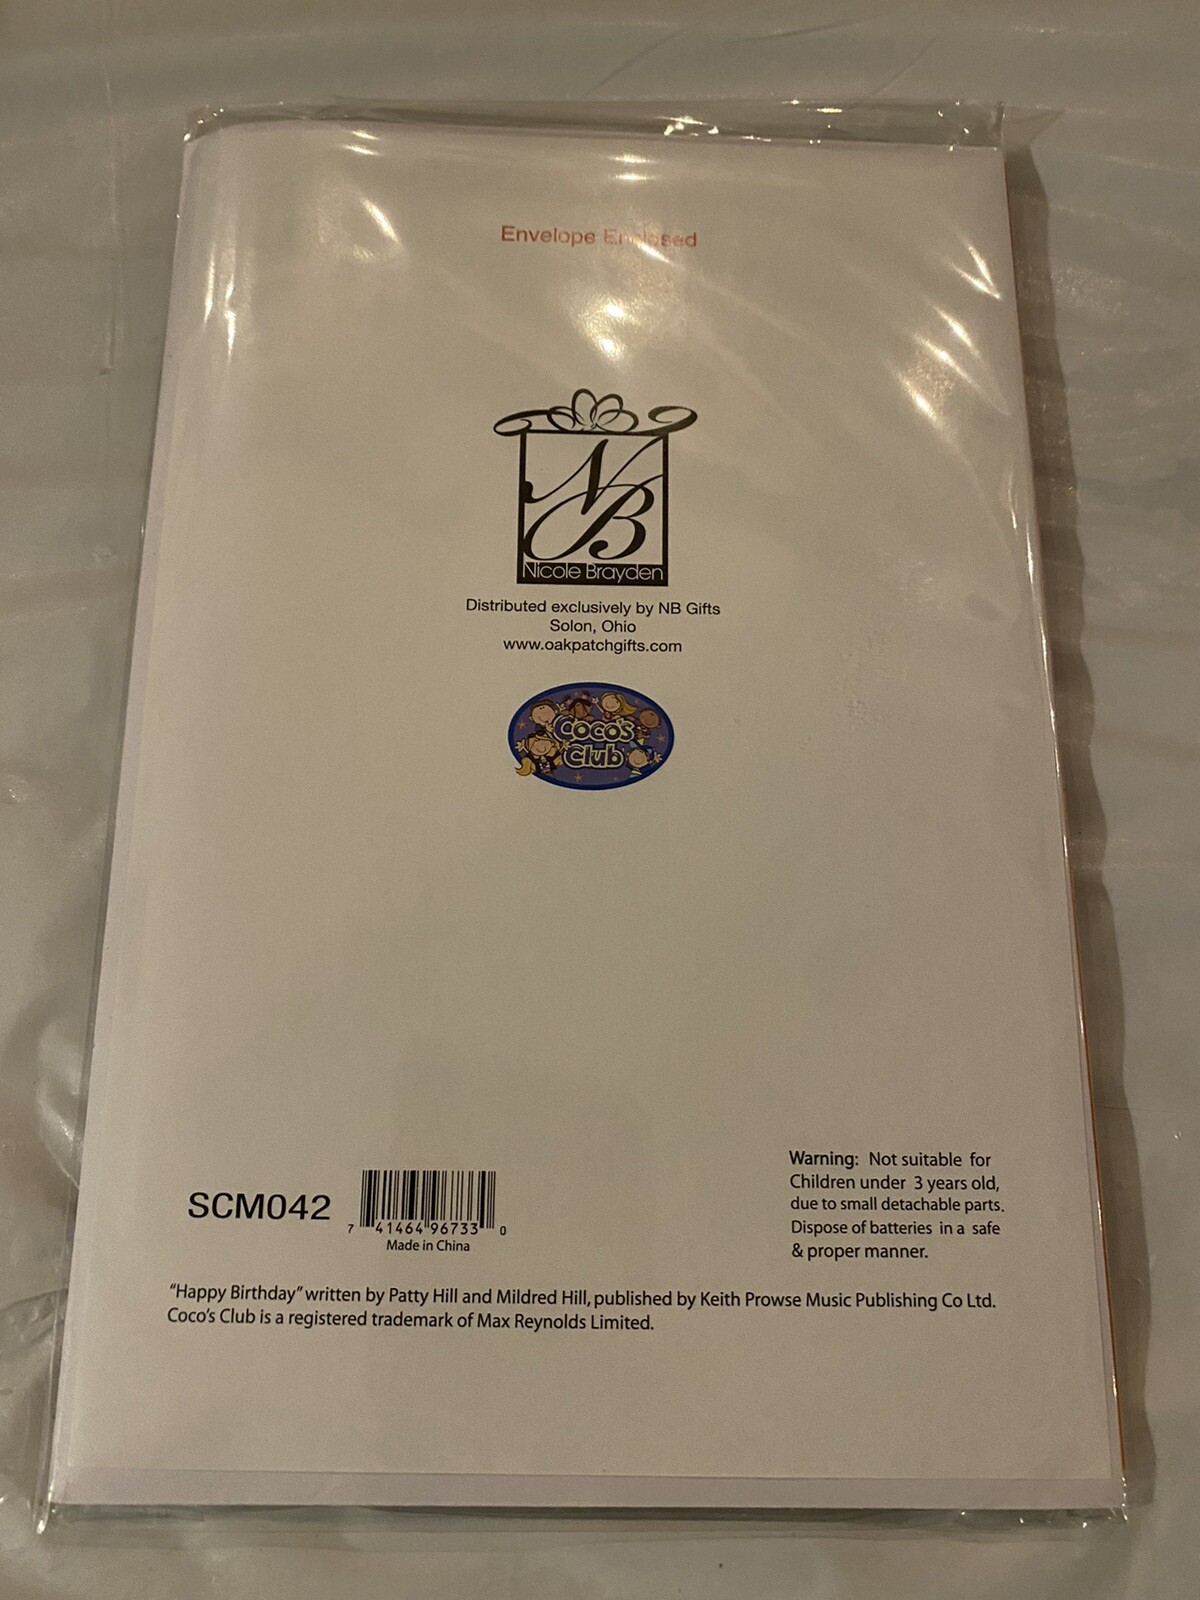 Envelope Enclosed
NB
Nicole Brayden
Distributed exclusively by NB Gifts
Solon, Ohio
www.oakpatchgifts.com
Coco's
Club
Warning: Not suitable for
Children under 3 years old,
due to small detachable parts.
Dispose of batteries in a safe
& proper manner.
SCM042
7 41464 96733 0
Made in China
"Happy Birthday" written by Patty Hill and Mildred Hill, published by Keith Prowse Music Publishing Co Ltd.
Coco's Club is a registered trademark of Max Reynolds Limited.